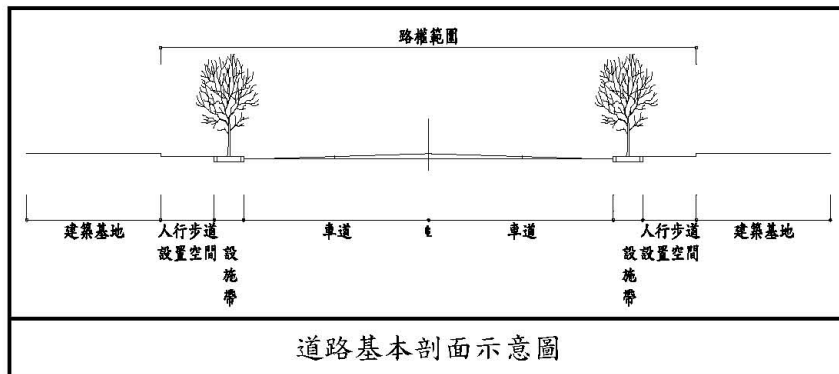 路權範圍
建築基地 人行步道設置空間 設施帶 車道 ℄ 車道 設施帶 人行步道設置空間 建築基地
道路基本剖面示意圖